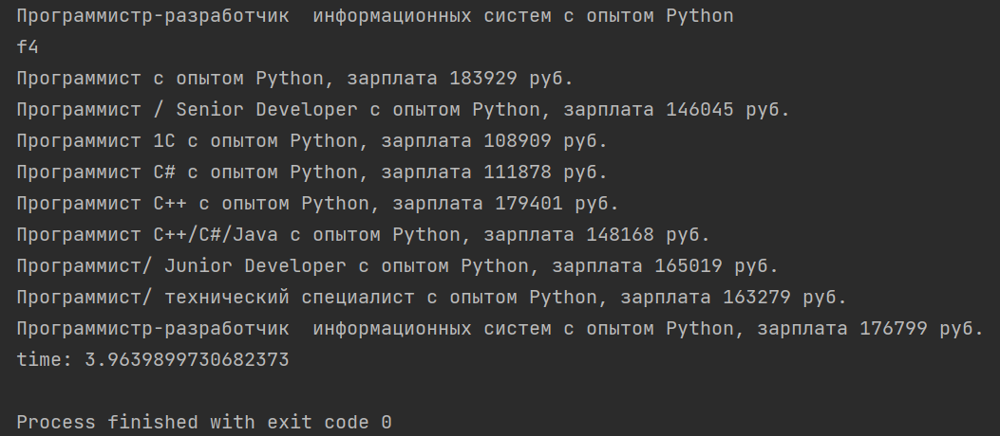 Программистр-разработчик  информационных систем с опытом Python
f4
Программист с опытом Python, зарплата 183929 руб.
Программист / Senior Developer с опытом Python, зарплата 146045 руб.
Программист 1С с опытом Python, зарплата 108909 руб.
Программист C# с опытом Python, зарплата 111878 руб.
Программист C++ с опытом Python, зарплата 179401 руб.
Программист C++/C#/Java с опытом Python, зарплата 148168 руб.
Программист/ Junior Developer с опытом Python, зарплата 165019 руб.
Программист/ технический специалист с опытом Python, зарплата 163279 руб.
Программистр-разработчик  информационных систем с опытом Python, зарплата 176799 руб.
time: 3.9639899730682373
Process finished with exit code 0